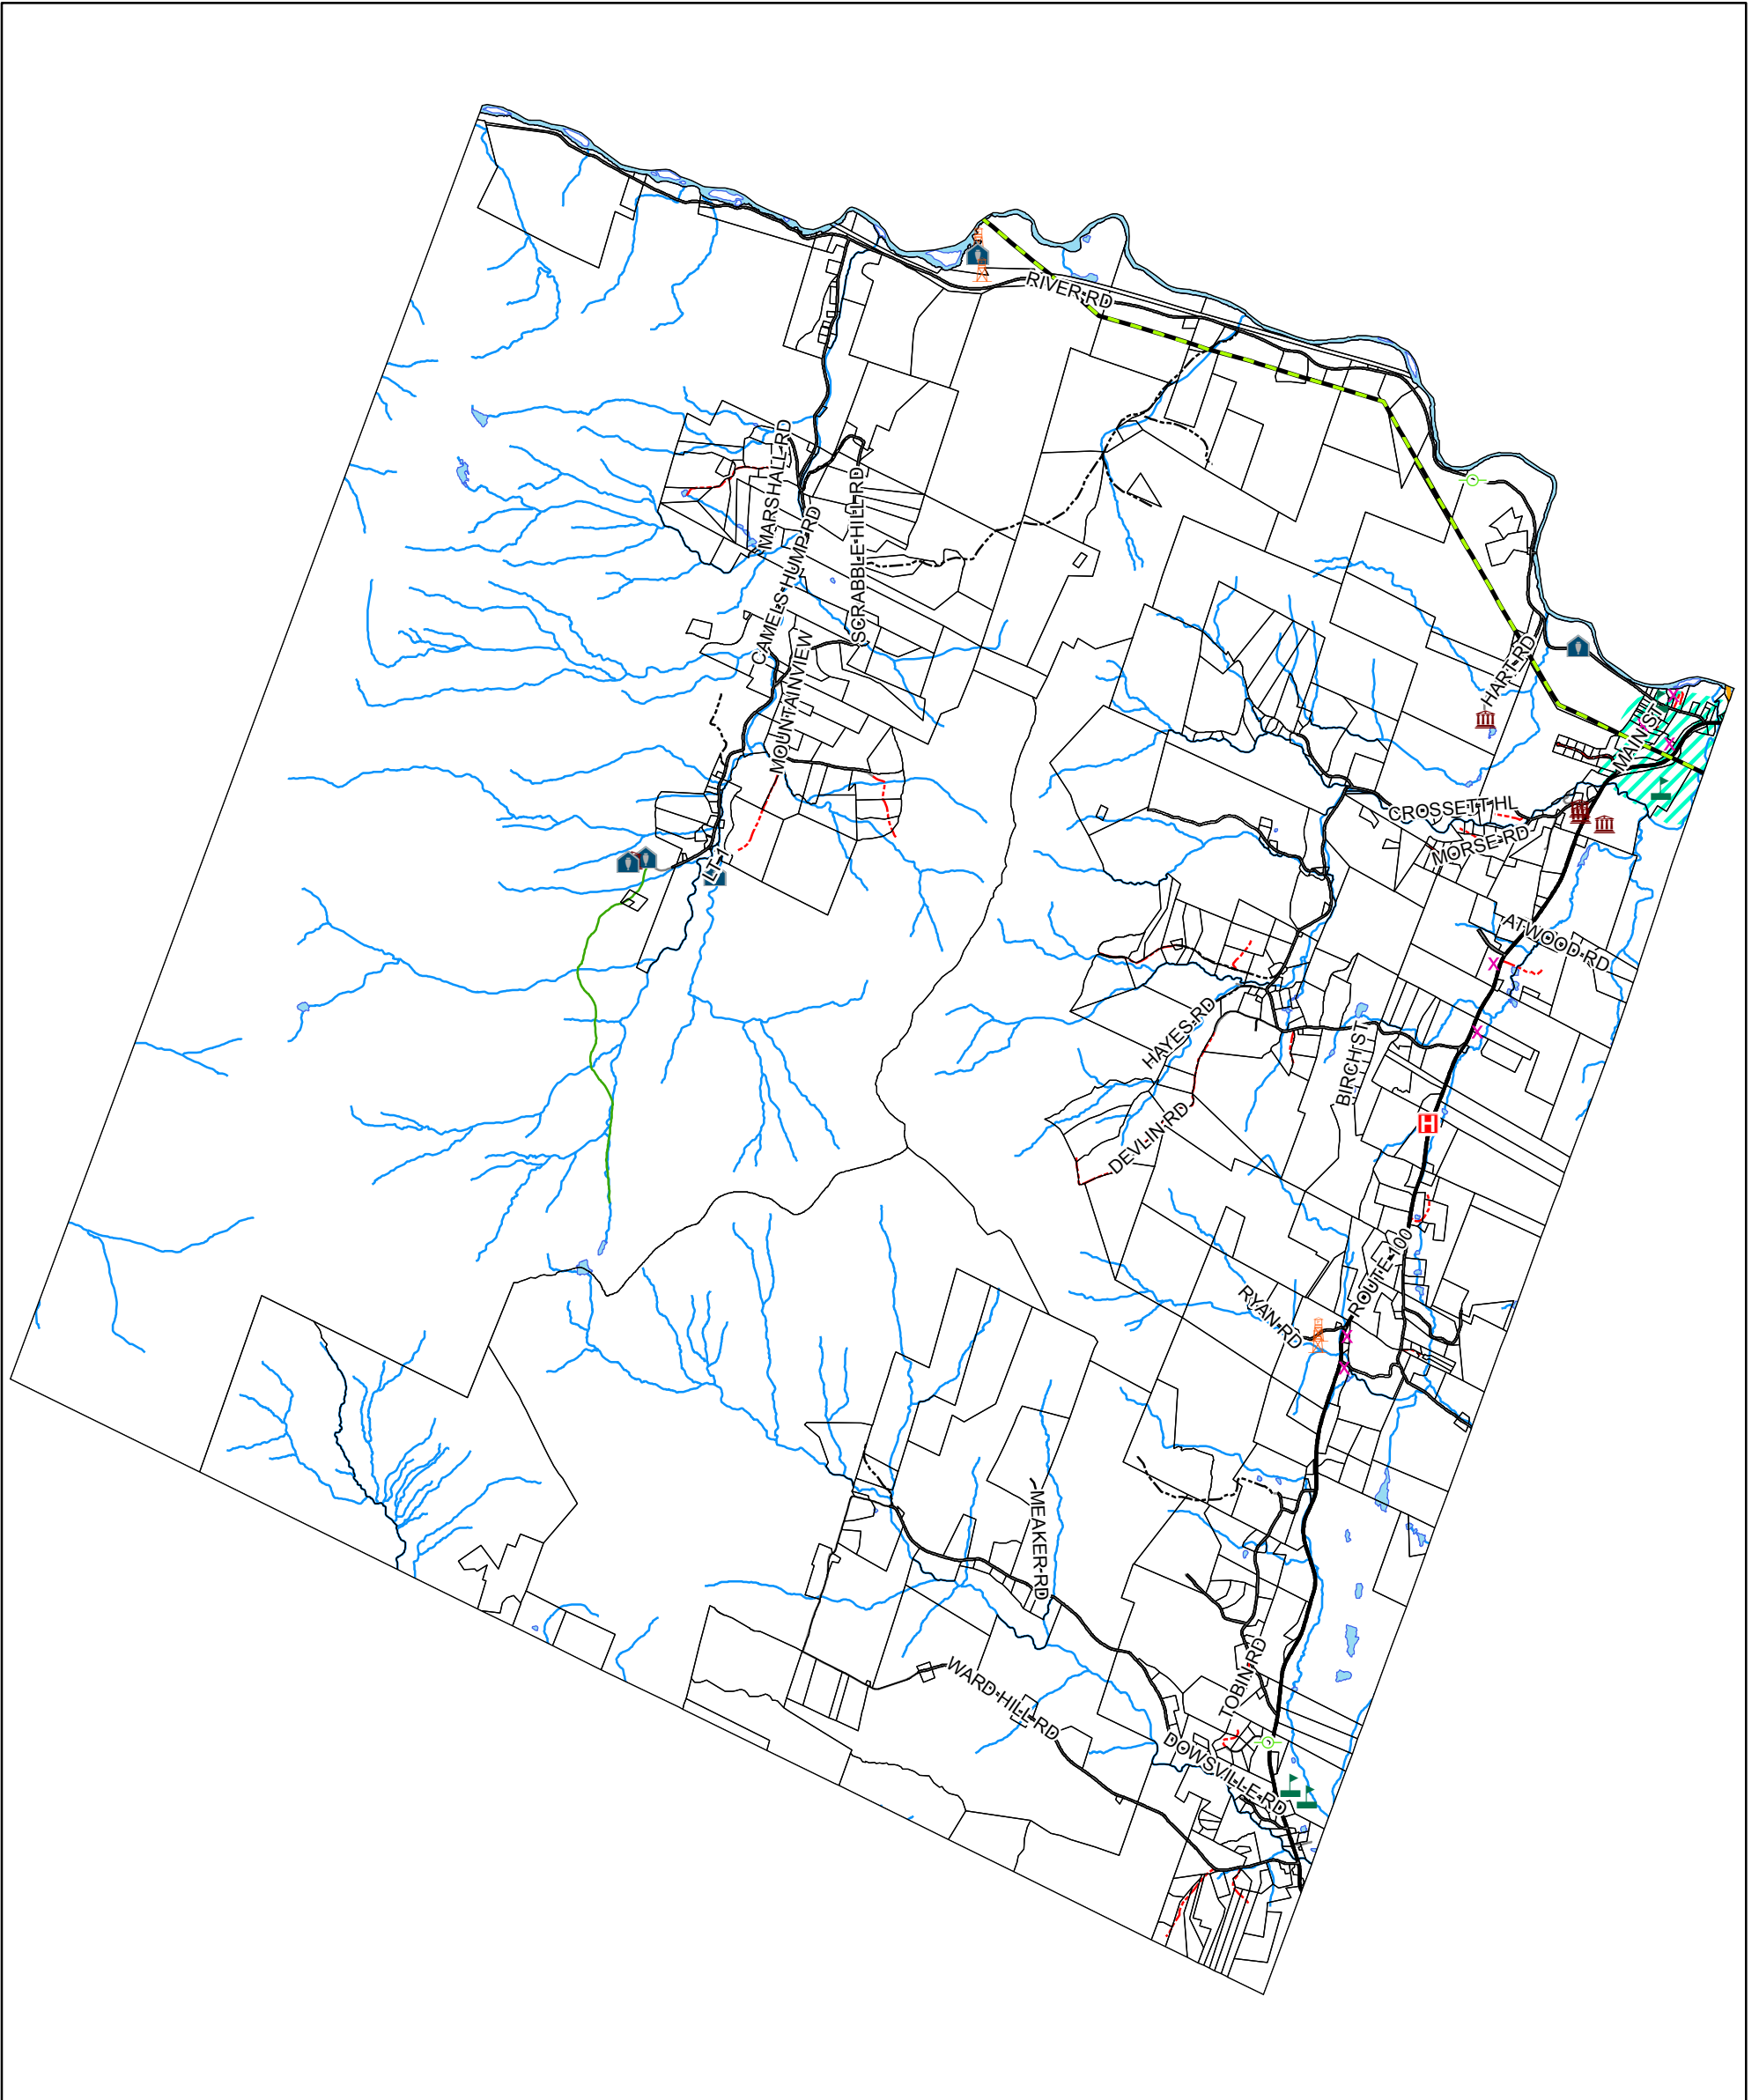 RIVER RD
MARSHALL RD
CAMELS HUMP RD
SCRABBLE HILL RD
MOUNTAINVIEW
HART RD
MAIN ST
CROSSETT HL
MORSE RD
LT
ATWOOD RD
HAYES RD
BIRCH ST
DEVLIN RD
H
ROUTE 100
RYAN RD
MEAKER RD
TOBIN RD
WARD HILL RD
DOWSVILLE RD